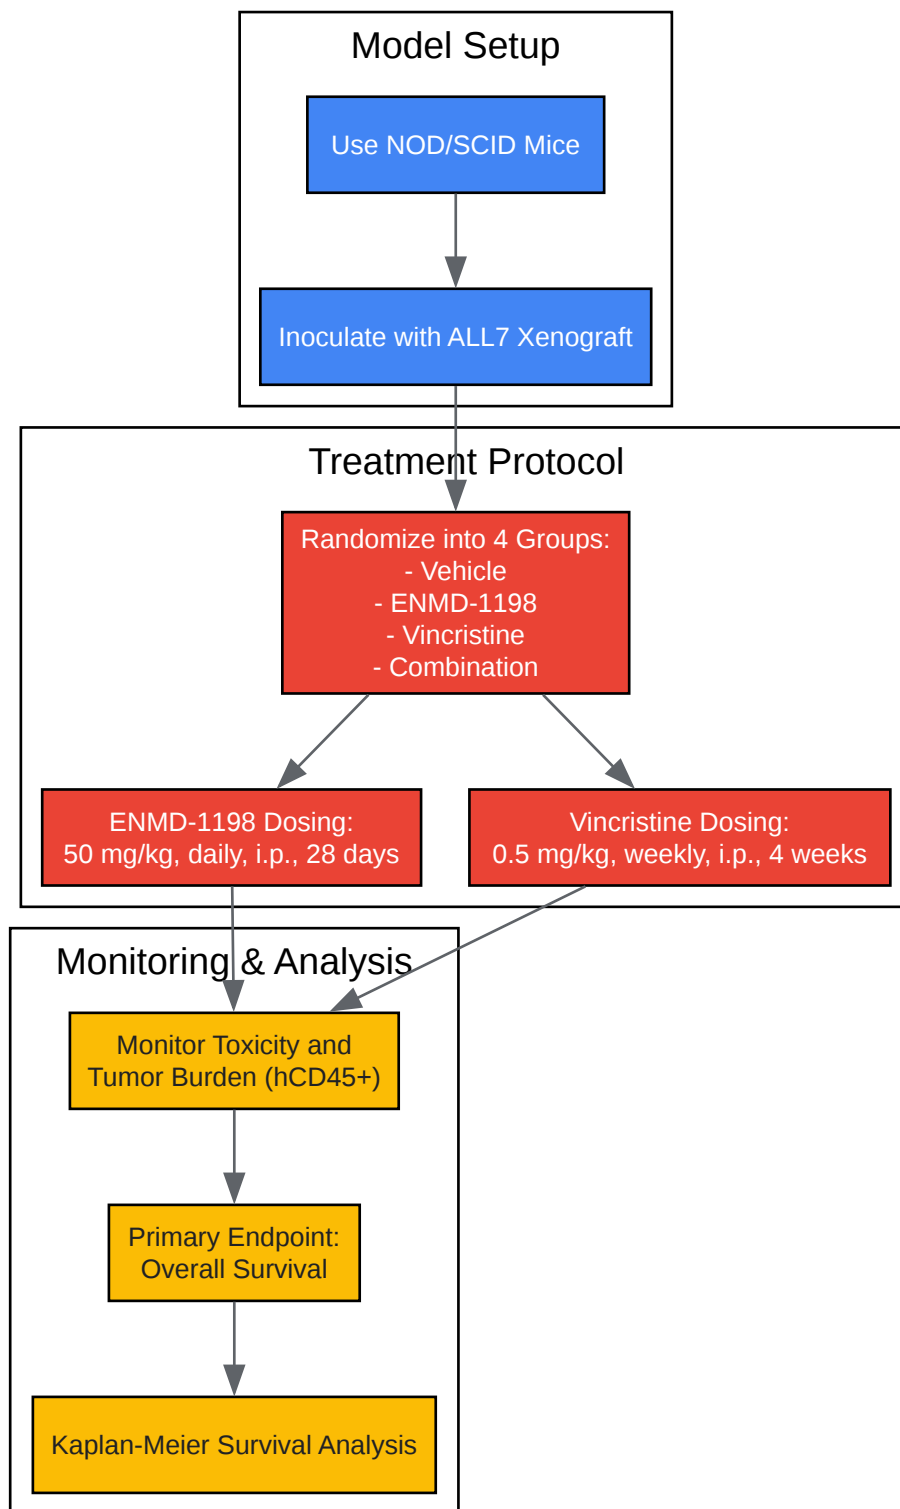 Model Setup
Use NOD/SCID Mice
Inoculate with ALL7 Xenograft
Treatment Protocol
Randomize into 4 Groups:
- Vehicle
- ENMD-1198
- Vincristine
- Combination
ENMD-1198 Dosing:
50 mg/kg, daily, i.p., 28 days
Vincristine Dosing:
0.5 mg/kg, weekly, i.p., 4 weeks
Monitoring & Analysis
Monitor Toxicity and
Tumor Burden (hCD45+)
Primary Endpoint:
Overall Survival
Kaplan-Meier Survival Analysis